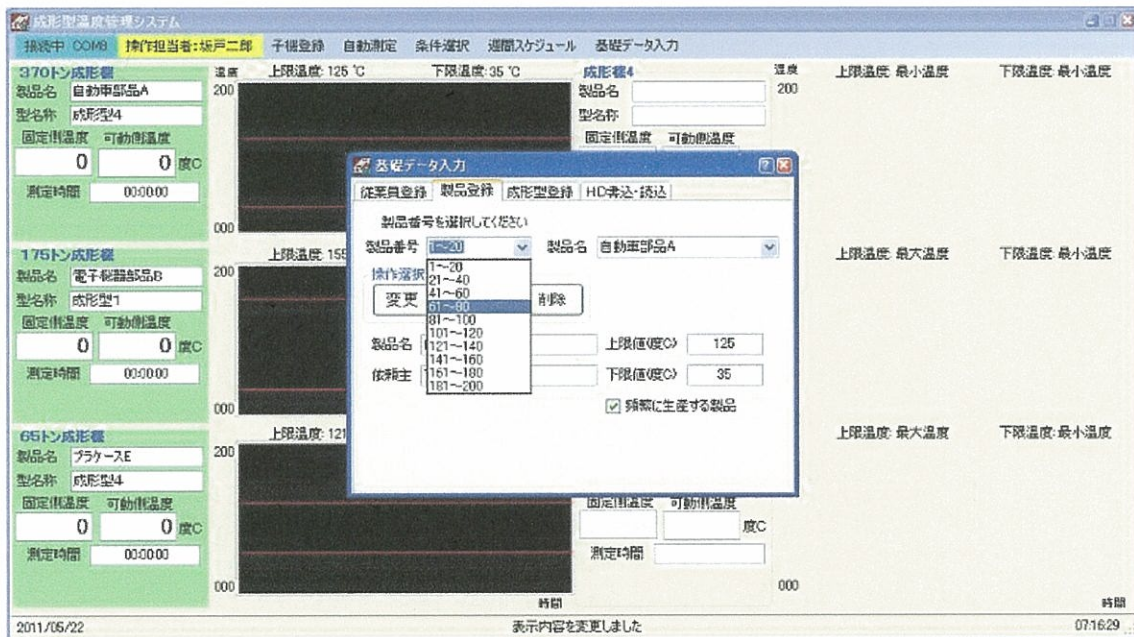 成形型温度管理システム
接続中 COM8 操作担当者:坂戸二郎 子機登録 自動測定 条件選択 週間スケジュール 基礎データ入力
370トン成形機
製品名 自動車部品A
型名称 成形型4
固定側温度 可動側温度
0 0 度C
測定時間 00:00:00
温度 上限温度: 125 ℃ 下限温度: 35 ℃
200
000
成形機4
製品名
型名称
固定側温度 可動側温度
温度 上限温度: 最小温度 下限温度: 最小温度
200
175トン成形機
製品名 電子機器部品B
型名称 成形型1
固定側温度 可動側温度
0 0 度C
測定時間 00:00:00
上限温度: 155
200
000
上限温度: 最大温度 下限温度: 最小温度
65トン成形機
製品名 プラケースE
型名称 成形型4
固定側温度 可動側温度
0 0 度C
測定時間 00:00:00
上限温度: 121
200
000
時間
固定側温度 可動側温度
度C
測定時間
上限温度: 最大温度 下限温度: 最小温度
000
時間
基礎データ入力
従業員登録 製品登録 成形型登録 HD書込・読込
製品番号を選択してください
製品番号 1～20 製品名 自動車部品A
1～20
21～40
41～60
61～80
81～100
101～120
121～140
141～160
161～180
181～200
操作選択
変更 削除
製品名 上限値(度C) 125
依頼主 下限値(度C) 35
頻繁に生産する製品
2011/05/22 表示内容を変更しました 07:16:29